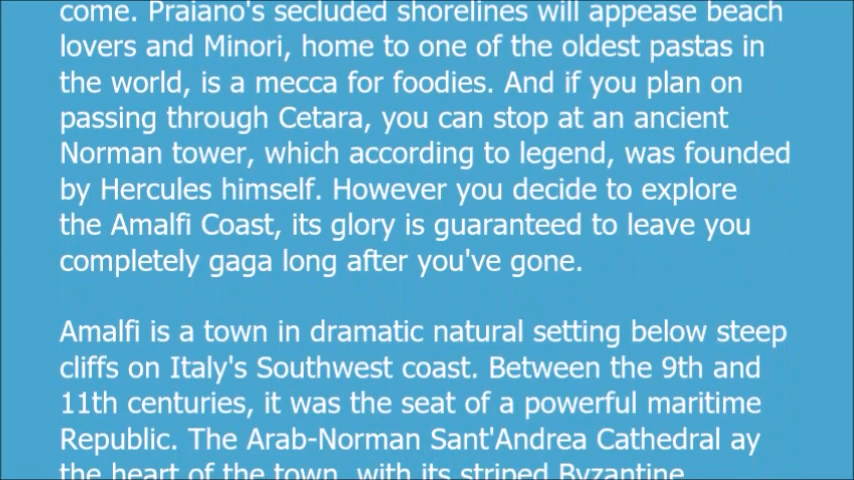 come. Praiano's secluded shorelines will appease beach
lovers and Minori, home to one of the oldest pastas in
the world, is a mecca for foodies. And if you plan on
passing through Cetara, you can stop at an ancient
Norman tower, which according to legend, was founded
by Hercules himself. However you decide to explore
the Amalfi Coast, its glory is guaranteed to leave you
completely gaga long after you've gone.
Amalfi is a town in dramatic natural setting below steep
cliffs on Italy's Southwest coast. Between the 9th and
11th centuries, it was the seat of a powerful maritime
Republic. The Arab-Norman Sant'Andrea Cathedral ay
the heart of the town, with its striped Byzantine